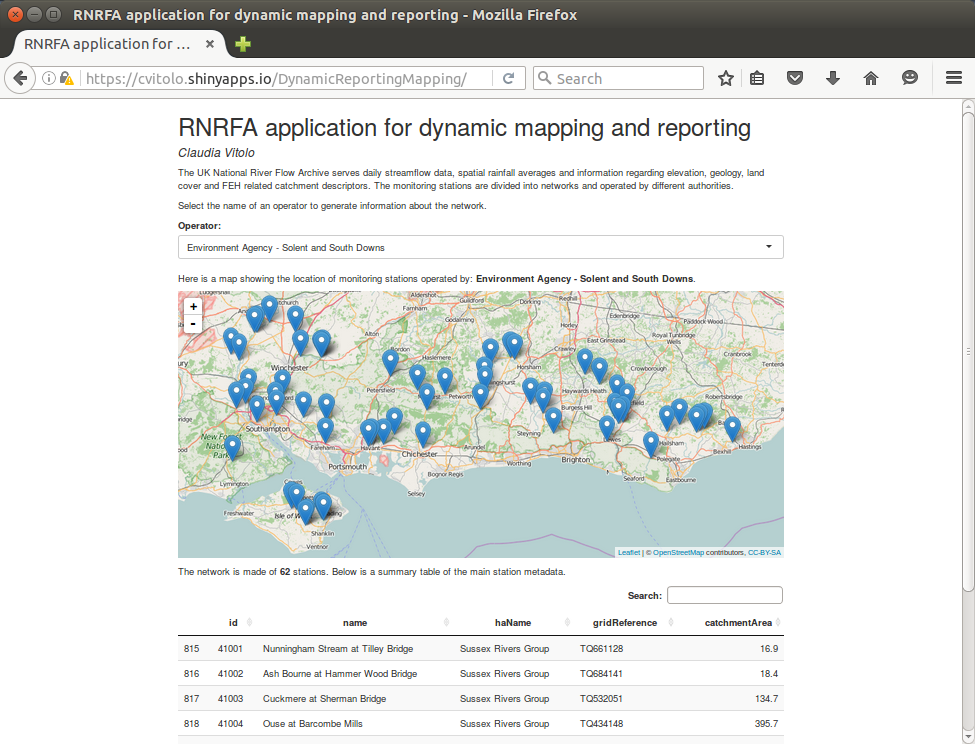 RNRFA application for dynamic mapping and reporting - Mozilla Firefox
RNRFA application for ...
https://cvitolo.shinyapps.io/DynamicReportingMapping/
Search
RNRFA application for dynamic mapping and reporting
Claudia Vitolo
The UK National River Flow Archive serves daily streamflow data, spatial rainfall averages and information regarding elevation, geology, land
cover and FEH related catchment descriptors. The monitoring stations are divided into networks and operated by different authorities.
Select the name of an operator to generate information about the network.
Operator:
Environment Agency - Solent and South Downs
Here is a map showing the location of monitoring stations operated by: Environment Agency - Solent and South Downs.
+
-
Aldershot
Guildford
Dorking
Redhill
Farnham
Godalming
Edenbridge
Paddock Wood
Horley
Alton
Royal Tunbridge
Wells
East Grinstead
Crawley
Cranbrook
Bordon
Haslemere
Horsham
Crowborough
Winchester
Petersfield
Petworth
Haywards Heath
Robertsbridge
Burgess Hill
Southampton
Steyning
Fareham
Havant
Chichester
Arundel
Lewes
Hailsham
Hastings
Bexhill
Polegate
Portsmouth
Worthing
Brighton
Bognor Regis
Seaford
Eastbourne
Lymington
Selsey
Cowes
Freshwater
Isle of W
Shanklin
Ventnor
Leaflet | © OpenStreetMap contributors, CC-BY-SA
The network is made of 62 stations. Below is a summary table of the main station metadata.
Search:
id name haName gridReference catchmentArea
815 41001 Nunningham Stream at Tilley Bridge Sussex Rivers Group TQ661128 16.9
816 41002 Ash Bourne at Hammer Wood Bridge Sussex Rivers Group TQ684141 18.4
817 41003 Cuckmere at Sherman Bridge Sussex Rivers Group TQ532051 134.7
818 41004 Ouse at Barcombe Mills Sussex Rivers Group TQ434148 395.7